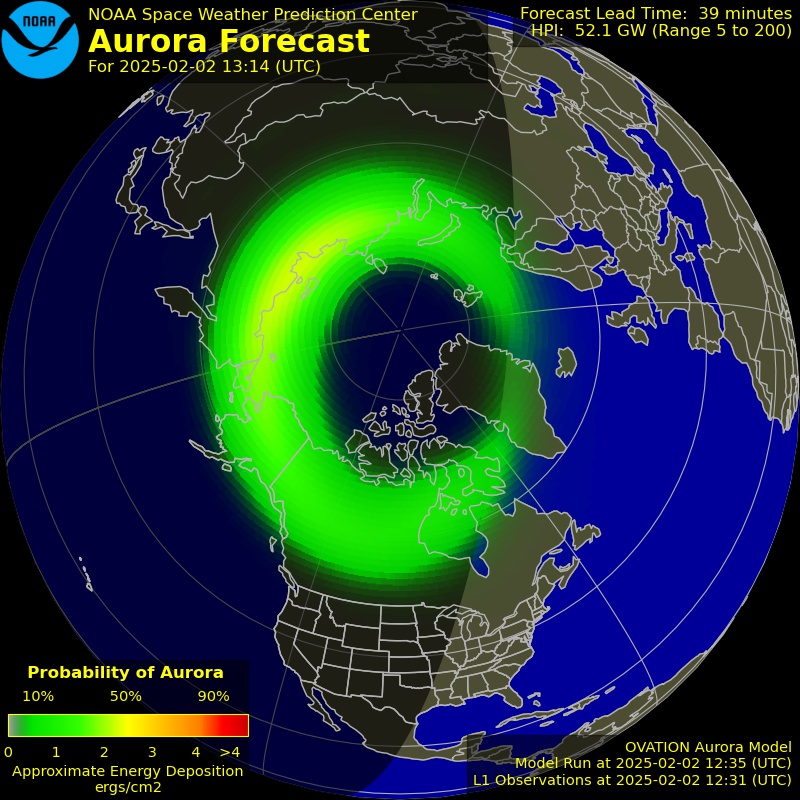 NOAA
NOAA Space Weather Prediction Center
Aurora Forecast
For 2025-02-02 13:14 (UTC)
Forecast Lead Time: 39 minutes
HPI: 52.1 GW (Range 5 to 200)
Probability of Aurora
10% 50% 90%
0 1 2 3 4 >4
Approximate Energy Deposition
ergs/cm2
OVATION Aurora Model
Model Run at 2025-02-02 12:35 (UTC)
L1 Observations at 2025-02-02 12:31 (UTC)